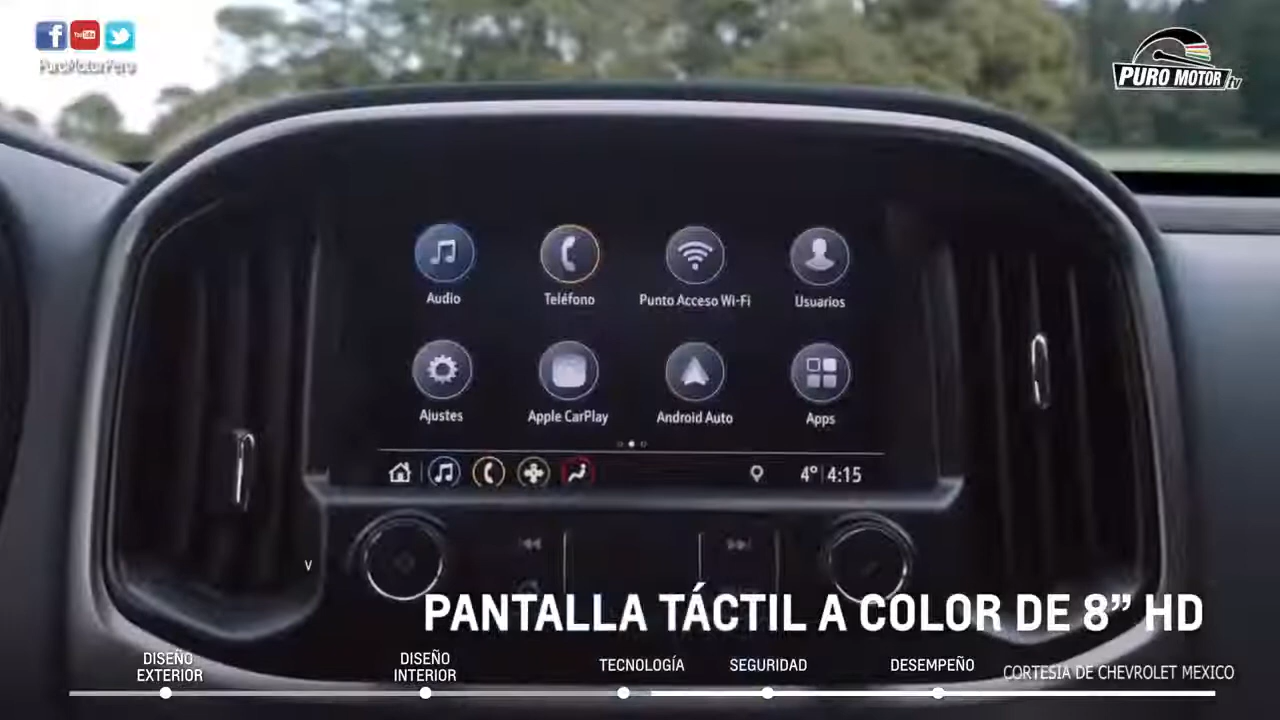 PuroMotorPeru
YouTube
PURO MOTOR tv
Audio
Teléfono
Punto Acceso Wi-Fi
Usuarios
Ajustes
Apple CarPlay
Android Auto
Apps
4° 4:15
V
PANTALLA TÁCTIL A COLOR DE 8” HD
DISEÑO
EXTERIOR
DISEÑO
INTERIOR
TECNOLOGÍA
SEGURIDAD
DESEMPEÑO
CORTESIA DE CHEVROLET MEXICO